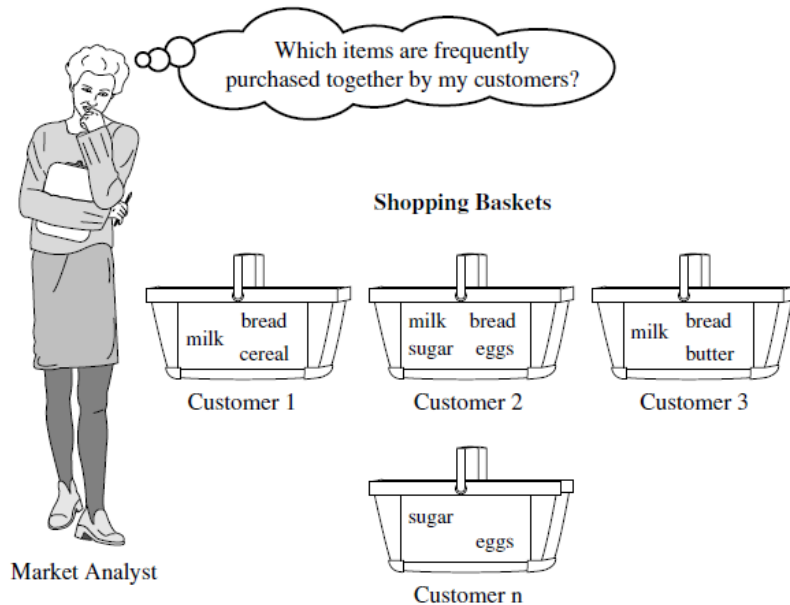 Which items are frequently
purchased together by my customers?
Shopping Baskets
milk
bread
cereal
Customer 1
milk bread
sugar eggs
Customer 2
milk
bread
butter
Customer 3
sugar
eggs
Customer n
Market Analyst